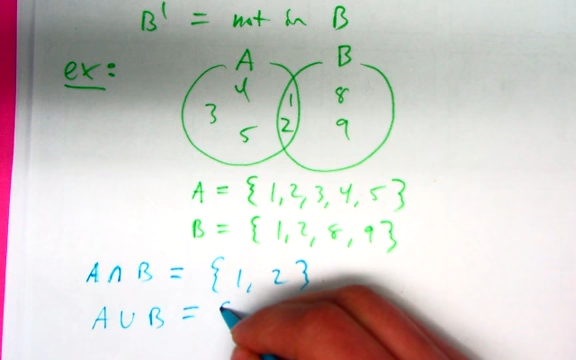 B' = not in B
ex:
A B
4 1 8
3
5 2 9
A = {1,2,3,4,5}
B = {1,2,8,9}
A∩B = {1,2}
A∪B = {